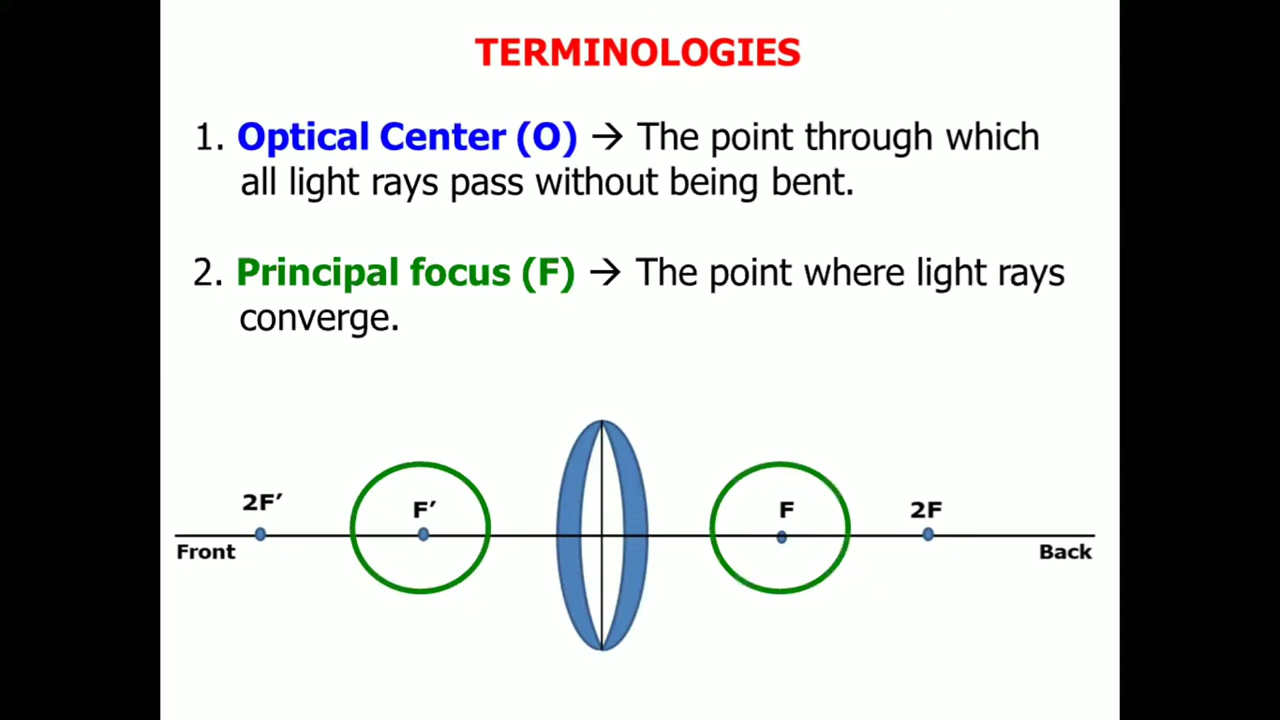 TERMINOLOGIES
1. Optical Center (O) → The point through which
all light rays pass without being bent.
2. Principal focus (F) → The point where light rays
converge.
2F′ F′ F 2F
Front Back